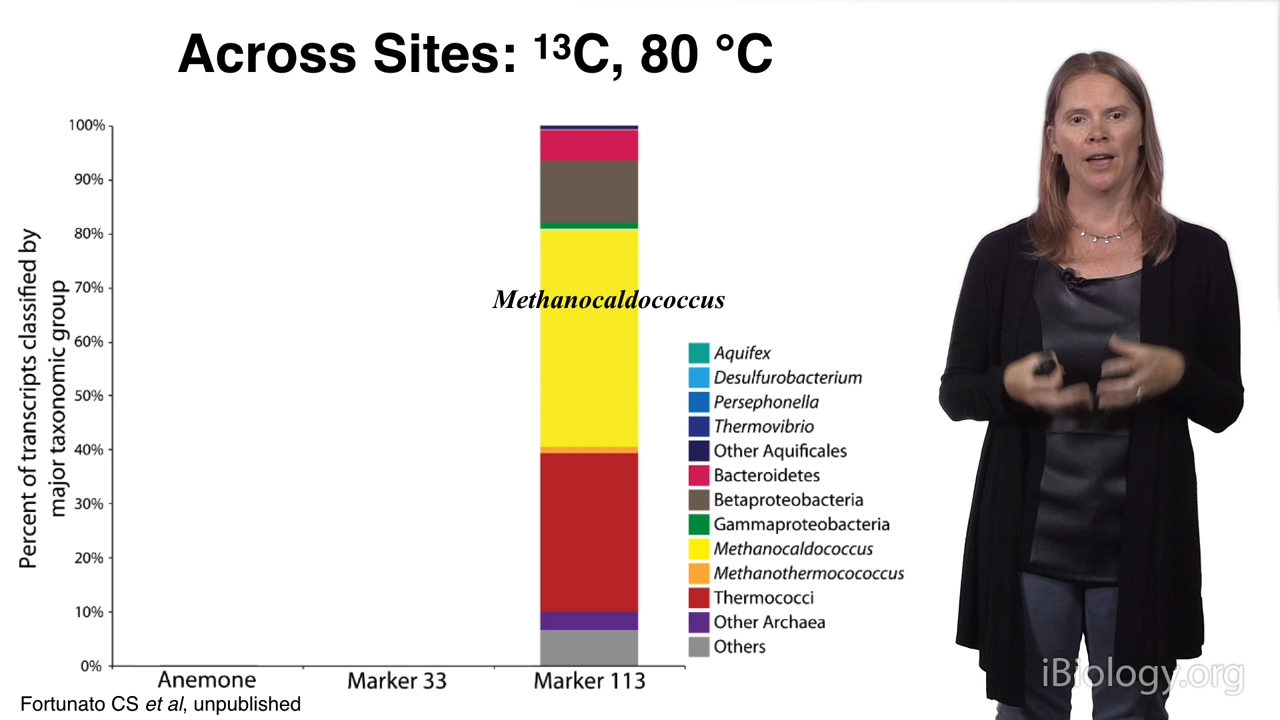 Across Sites: ¹³C, 80 °C
Percent of transcripts classified by
major taxonomic group
100%
90%
80%
70%
60%
50%
40%
30%
20%
10%
0%
Methanocaldococcus
Aquifex
Desulfurobacterium
Persephonella
Thermovibrio
Other Aquificales
Bacteroidetes
Betaproteobacteria
Gammaproteobacteria
Methanocaldococcus
Methanothermocococcus
Thermococci
Other Archaea
Others
Anemone
Marker 33
Marker 113
Fortunato CS et al, unpublished
iBiology.org